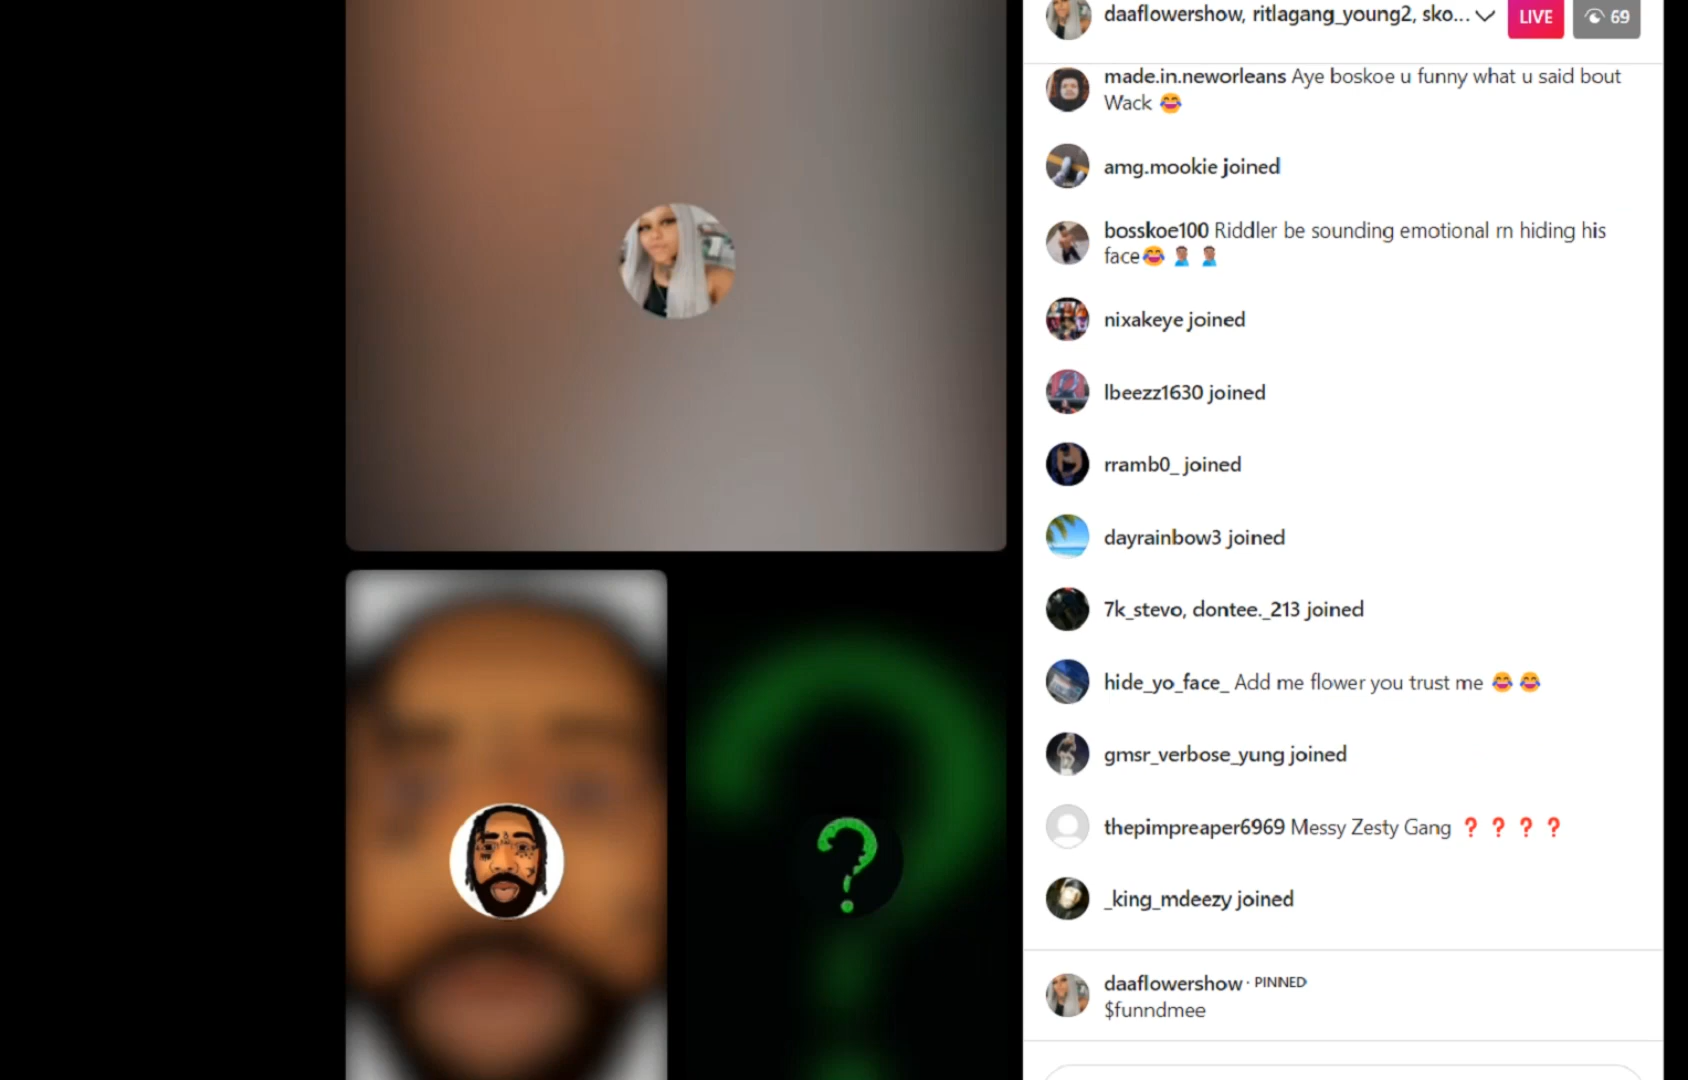 daaflowershow, ritlagang_young2, sko...
LIVE
69
made.in.neworleans Aye boskoe u funny what u said bout
Wack 😂
amg.mookie joined
bosskoe100 Riddler be sounding emotional rn hiding his
face😂 🤦🏾‍♂️ 🤦🏾‍♂️
nixakeye joined
lbeezz1630 joined
rramb0_ joined
dayrainbow3 joined
7k_stevo, dontee._213 joined
hide_yo_face_ Add me flower you trust me 😂 😂
gmsr_verbose_yung joined
thepimpreaper6969 Messy Zesty Gang ❓ ❓ ❓ ❓
_king_mdeezy joined
daaflowershow · PINNED
$funndmee